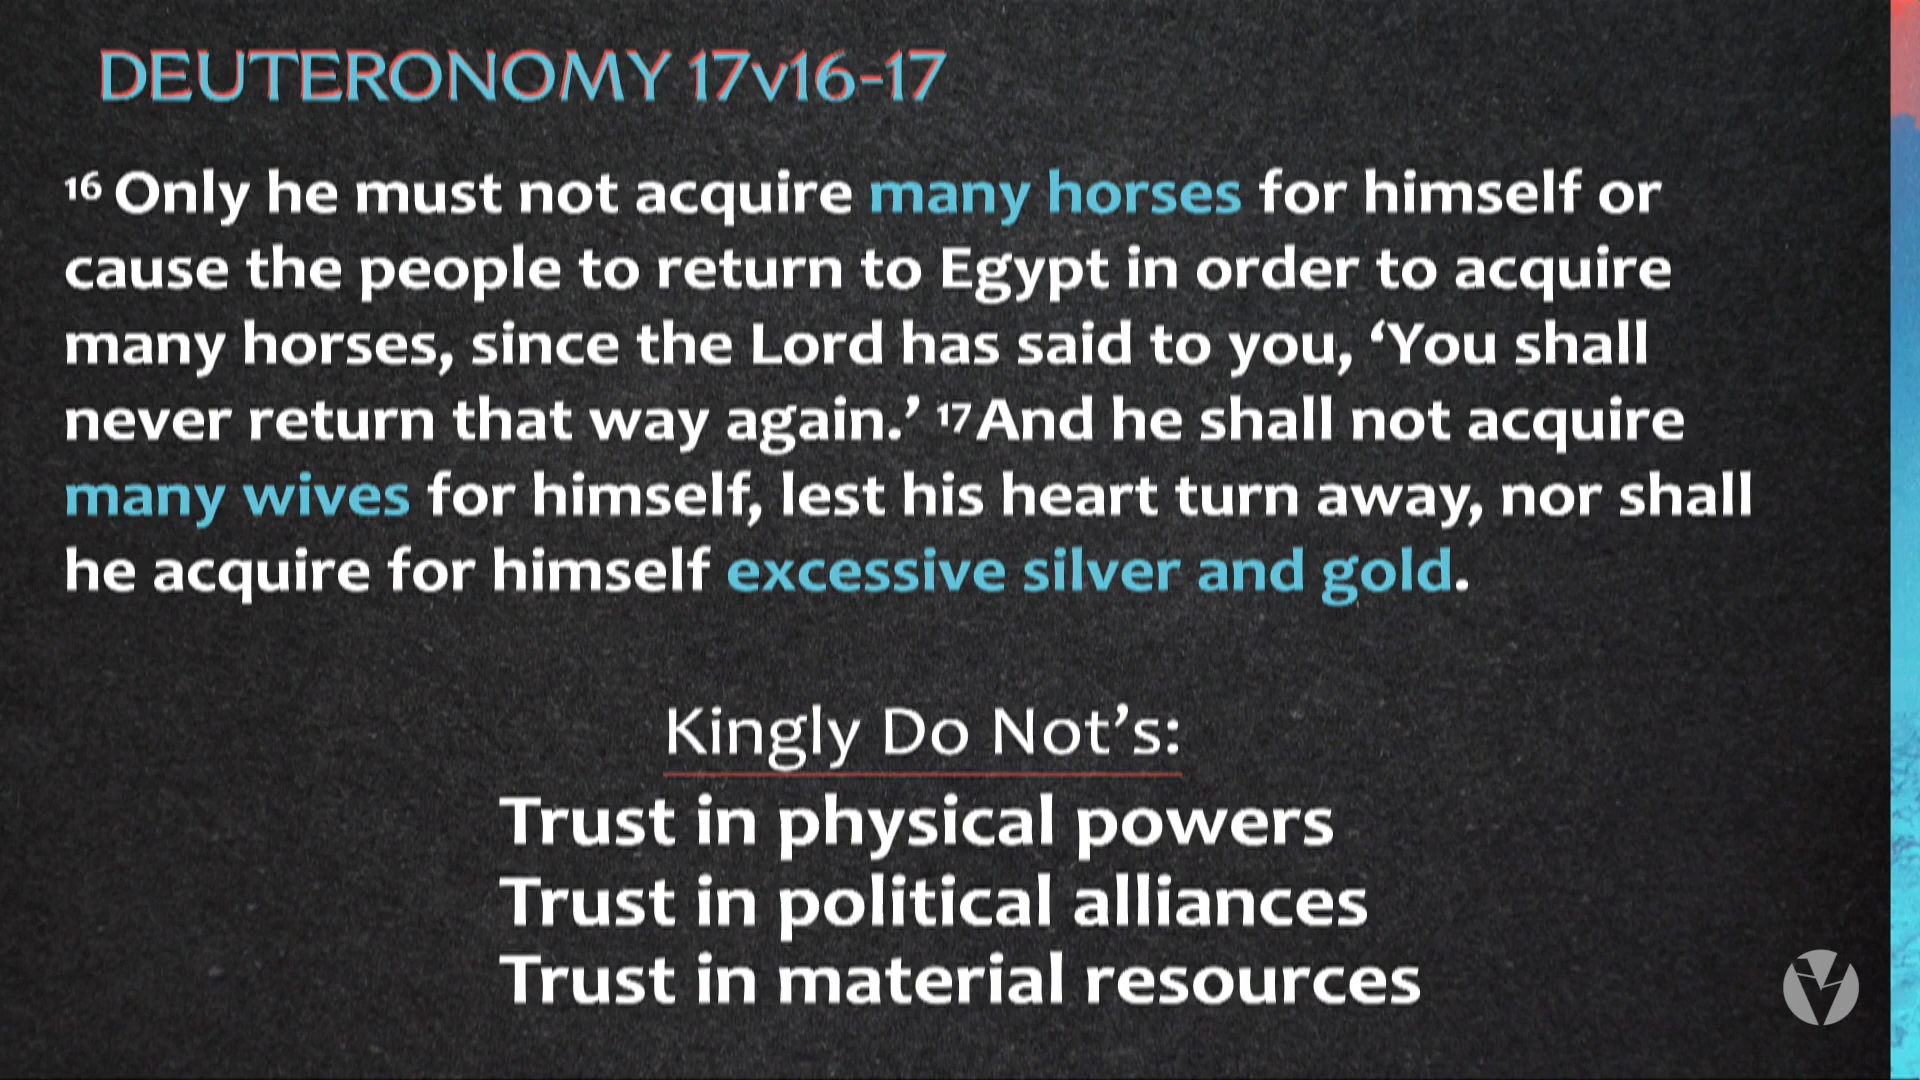 DEUTERONOMY 17v16-17
16 Only he must not acquire many horses for himself or
cause the people to return to Egypt in order to acquire
many horses, since the Lord has said to you, ‘You shall
never return that way again.’ 17 And he shall not acquire
many wives for himself, lest his heart turn away, nor shall
he acquire for himself excessive silver and gold.
Kingly Do Not’s:
Trust in physical powers
Trust in political alliances
Trust in material resources